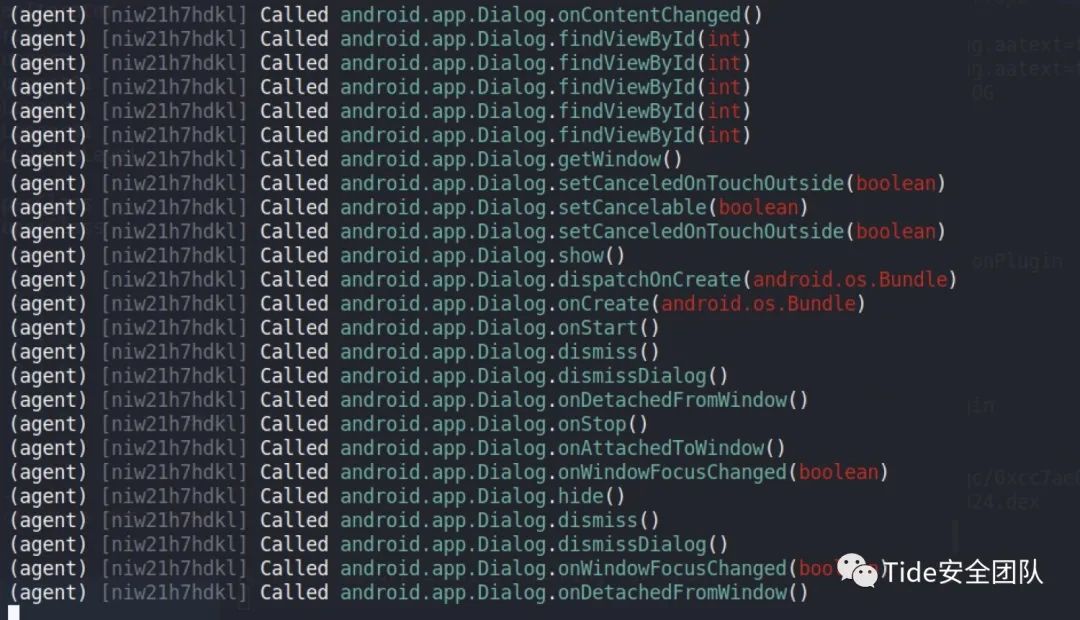 (agent) [niw21h7hdkl] Called android.app.Dialog.onContentChanged()
(agent) [niw21h7hdkl] Called android.app.Dialog.findViewById(int)
(agent) [niw21h7hdkl] Called android.app.Dialog.findViewById(int)
(agent) [niw21h7hdkl] Called android.app.Dialog.findViewById(int)
(agent) [niw21h7hdkl] Called android.app.Dialog.findViewById(int)
(agent) [niw21h7hdkl] Called android.app.Dialog.findViewById(int)
(agent) [niw21h7hdkl] Called android.app.Dialog.getWindow()
(agent) [niw21h7hdkl] Called android.app.Dialog.setCanceledOnTouchOutside(boolean)
(agent) [niw21h7hdkl] Called android.app.Dialog.setCancelable(boolean)
(agent) [niw21h7hdkl] Called android.app.Dialog.setCanceledOnTouchOutside(boolean)
(agent) [niw21h7hdkl] Called android.app.Dialog.show()
(agent) [niw21h7hdkl] Called android.app.Dialog.dispatchOnCreate(android.os.Bundle)
(agent) [niw21h7hdkl] Called android.app.Dialog.onCreate(android.os.Bundle)
(agent) [niw21h7hdkl] Called android.app.Dialog.onStart()
(agent) [niw21h7hdkl] Called android.app.Dialog.dismiss()
(agent) [niw21h7hdkl] Called android.app.Dialog.dismissDialog()
(agent) [niw21h7hdkl] Called android.app.Dialog.onDetachedFromWindow()
(agent) [niw21h7hdkl] Called android.app.Dialog.onStop()
(agent) [niw21h7hdkl] Called android.app.Dialog.onAttachedToWindow()
(agent) [niw21h7hdkl] Called android.app.Dialog.onWindowFocusChanged(boolean)
(agent) [niw21h7hdkl] Called android.app.Dialog.hide()
(agent) [niw21h7hdkl] Called android.app.Dialog.dismiss()
(agent) [niw21h7hdkl] Called android.app.Dialog.dismissDialog()
(agent) [niw21h7hdkl] Called android.app.Dialog.onWindowFocusChanged(
(agent) [niw21h7hdkl] Called android.app.Dialog.onDetachedFromWindow()
Tide安全团队